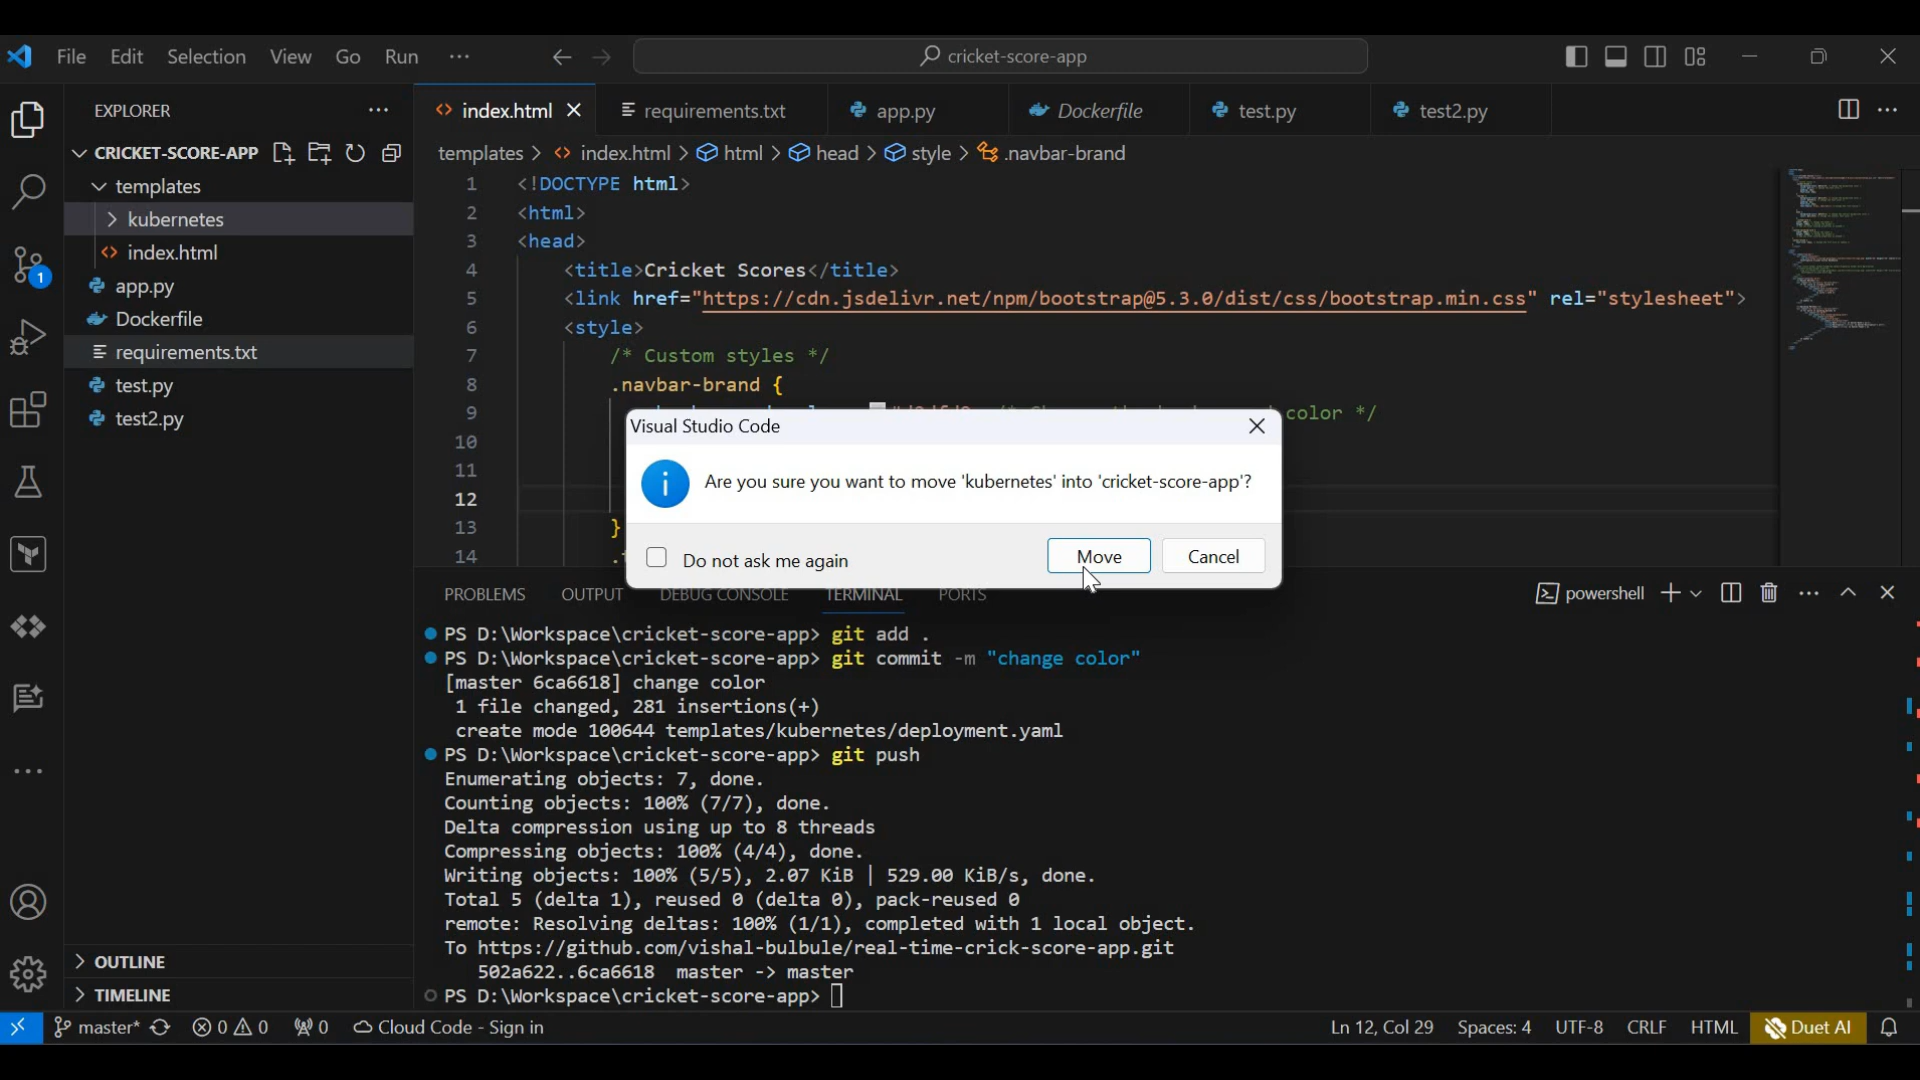 File Edit Selection View Go Run ··· cricket-score-app
EXPLORER ···
CRICKET-SCORE-APP
templates
kubernetes
index.html
app.py
Dockerfile
requirements.txt
test.py
test2.py
OUTLINE
TIMELINE
1
index.html requirements.txt app.py Dockerfile test.py test2.py
templates > index.html > html > head > style > .navbar-brand
1 <!DOCTYPE html>
2 <html>
3 <head>
4 <title>Cricket Scores</title>
5 <link href="https://cdn.jsdelivr.net/npm/bootstrap@5.3.0/dist/css/bootstrap.min.css" rel="stylesheet">
6 <style>
7 /* Custom styles */
8 .navbar-brand {
9 color */
10
11
12
13 }
14
Visual Studio Code
Are you sure you want to move 'kubernetes' into 'cricket-score-app'?
Do not ask me again Move Cancel
PROBLEMS OUTPUT DEBUG CONSOLE TERMINAL PORTS powershell
PS D:\Workspace\cricket-score-app> git add .
PS D:\Workspace\cricket-score-app> git commit -m "change color"
[master 6ca6618] change color
1 file changed, 281 insertions(+)
create mode 100644 templates/kubernetes/deployment.yaml
PS D:\Workspace\cricket-score-app> git push
Enumerating objects: 7, done.
Counting objects: 100% (7/7), done.
Delta compression using up to 8 threads
Compressing objects: 100% (4/4), done.
Writing objects: 100% (5/5), 2.07 KiB | 529.00 KiB/s, done.
Total 5 (delta 1), reused 0 (delta 0), pack-reused 0
remote: Resolving deltas: 100% (1/1), completed with 1 local object.
To https://github.com/vishal-bulbule/real-time-crick-score-app.git
502a622..6ca6618 master -> master
PS D:\Workspace\cricket-score-app>
master* 0 0 0 Cloud Code - Sign in Ln 12, Col 29 Spaces: 4 UTF-8 CRLF HTML Duet AI